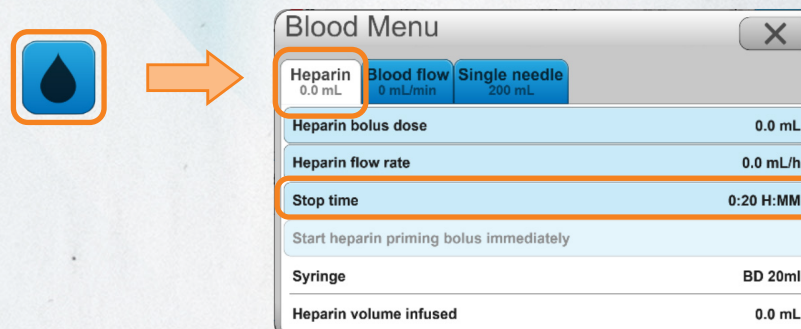 Blood Menu
Heparin Blood flow Single needle
0.0 mL 0 mL/min 200 mL
Heparin bolus dose 0.0 mL
Heparin flow rate 0.0 mL/h
Stop time 0:20 H:MM
Start heparin priming bolus immediately
Syringe BD 20ml
Heparin volume infused 0.0 mL